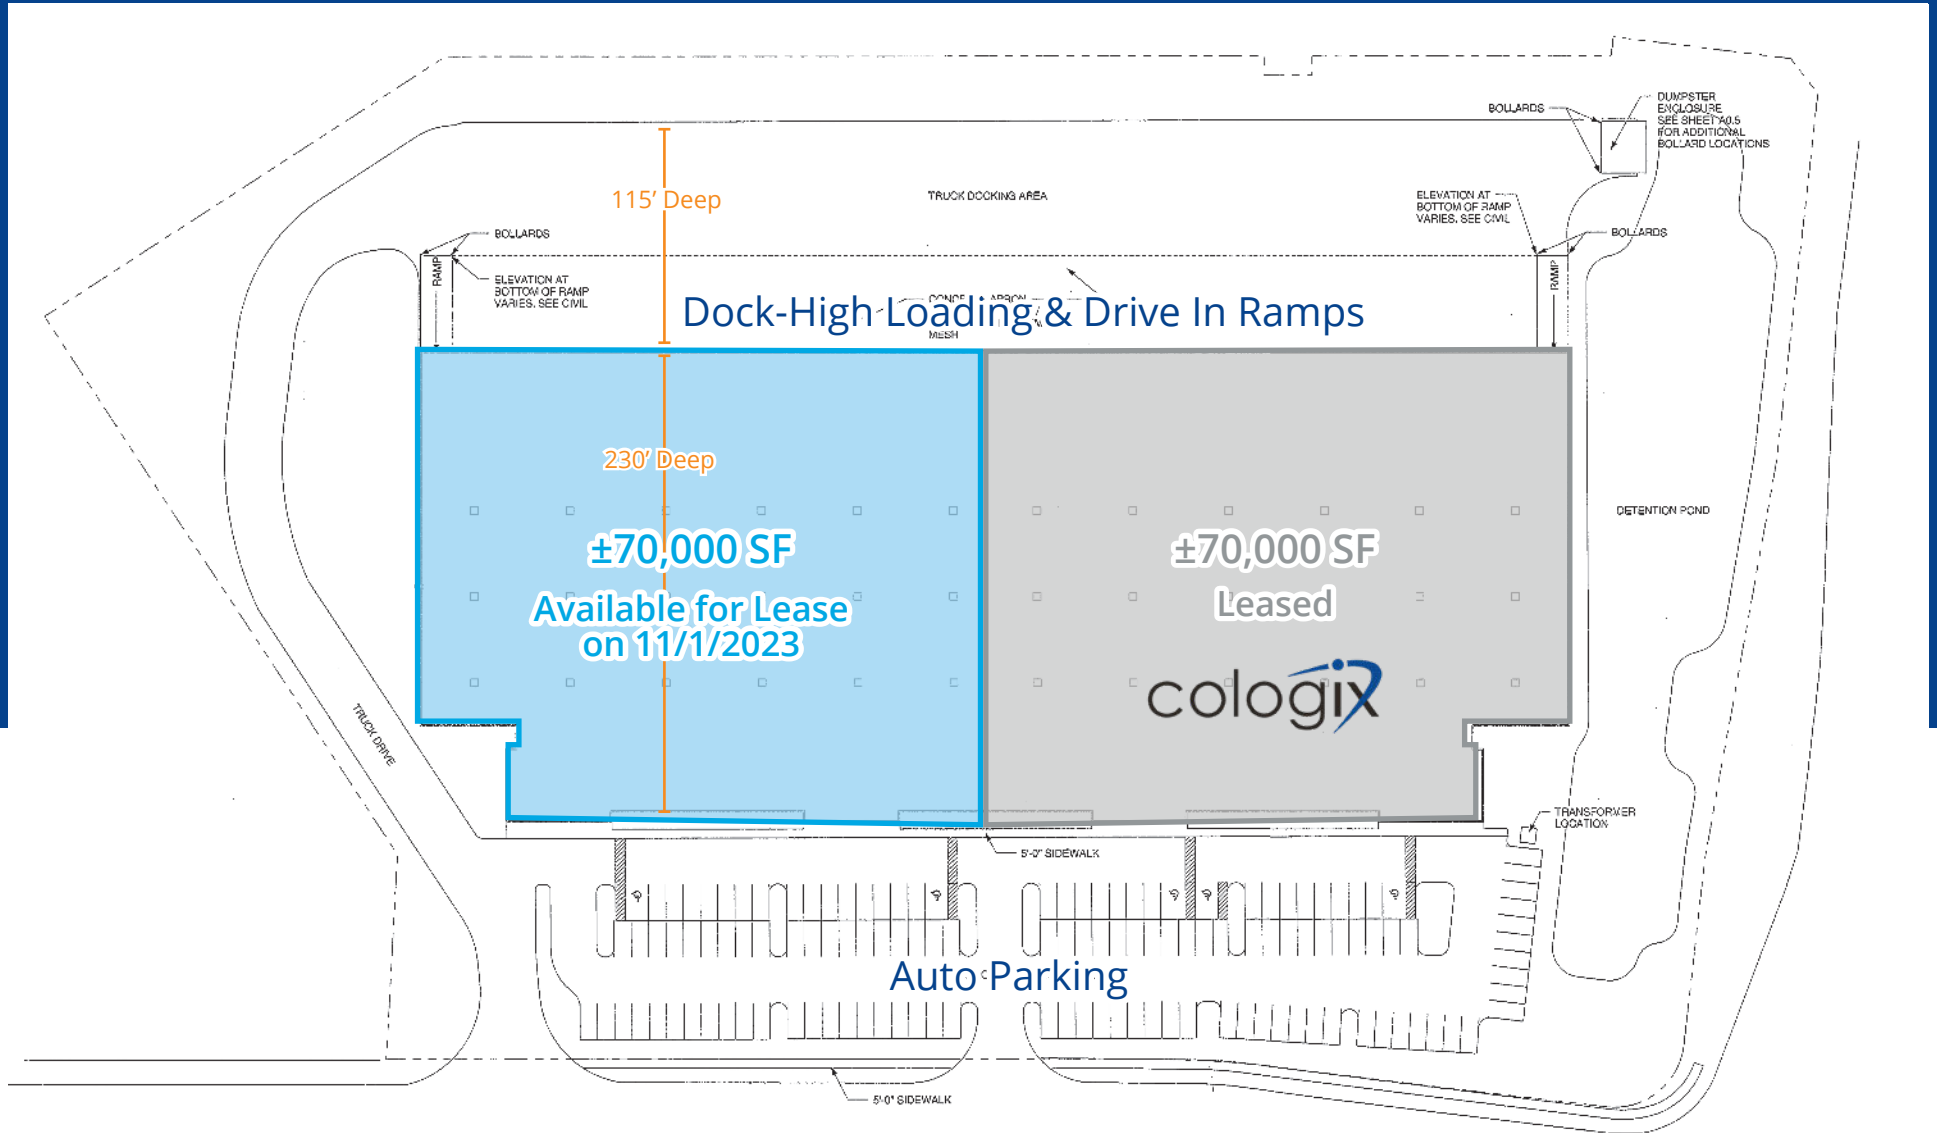 BOLLARDS
DUMPSTER
ENCLOSURE
SEE SHEET A0.5
FOR ADDITIONAL
BOLLARD LOCATIONS
115’ Deep
TRUCK DOCKING AREA
ELEVATION AT
BOTTOM OF RAMP
VARIES. SEE CIVIL
BOLLARDS
BOLLARDS
RAMP
ELEVATION AT
BOTTOM OF RAMP
VARIES. SEE CIVIL
RAMP
APRON
Dock-High Loading & Drive In Ramps
MESH
230’ Deep
DETENTION POND
±70,000 SF
Available for Lease
on 11/1/2023
±70,000 SF
Leased
cologix
TRUCK DRIVE
TRANSFORMER
LOCATION
5'-0" SIDEWALK
Auto Parking
5'-0" SIDEWALK